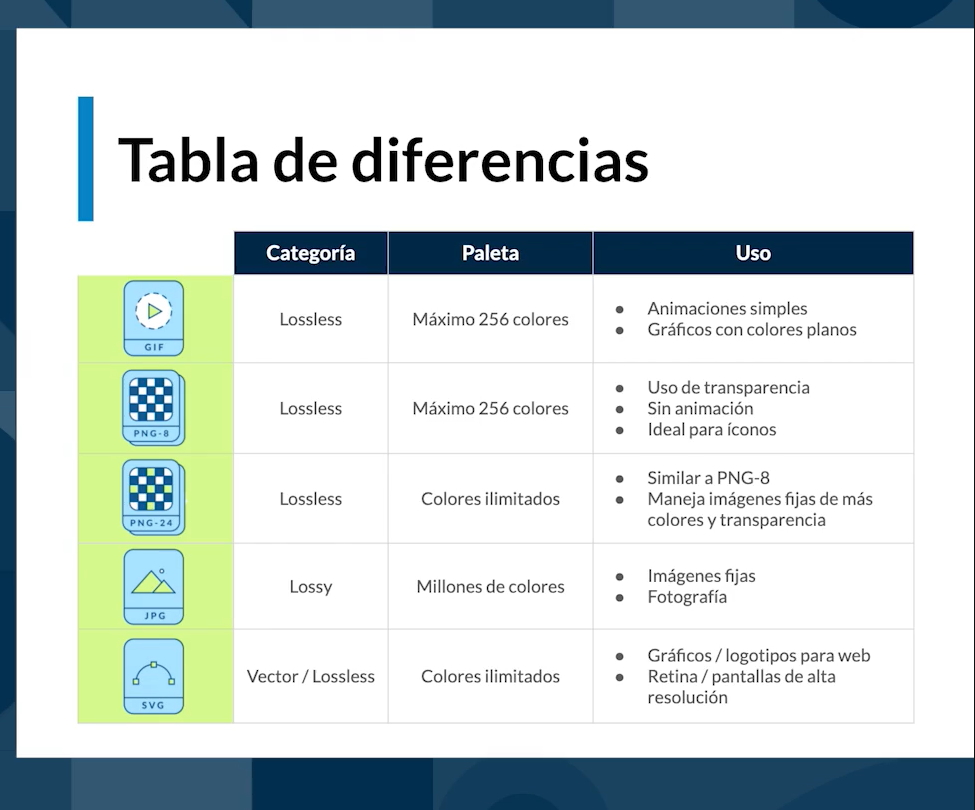 Tabla de diferencias
Categoría Paleta Uso
GIF
Lossless
Máximo 256 colores
● Animaciones simples
● Gráficos con colores planos
PNG-8
Lossless
Máximo 256 colores
● Uso de transparencia
● Sin animación
● Ideal para íconos
PNG-24
Lossless
Colores ilimitados
● Similar a PNG-8
● Maneja imágenes fijas de más
colores y transparencia
JPG
Lossy
Millones de colores
● Imágenes fijas
● Fotografía
SVG
Vector / Lossless
Colores ilimitados
● Gráficos / logotipos para web
● Retina / pantallas de alta
resolución